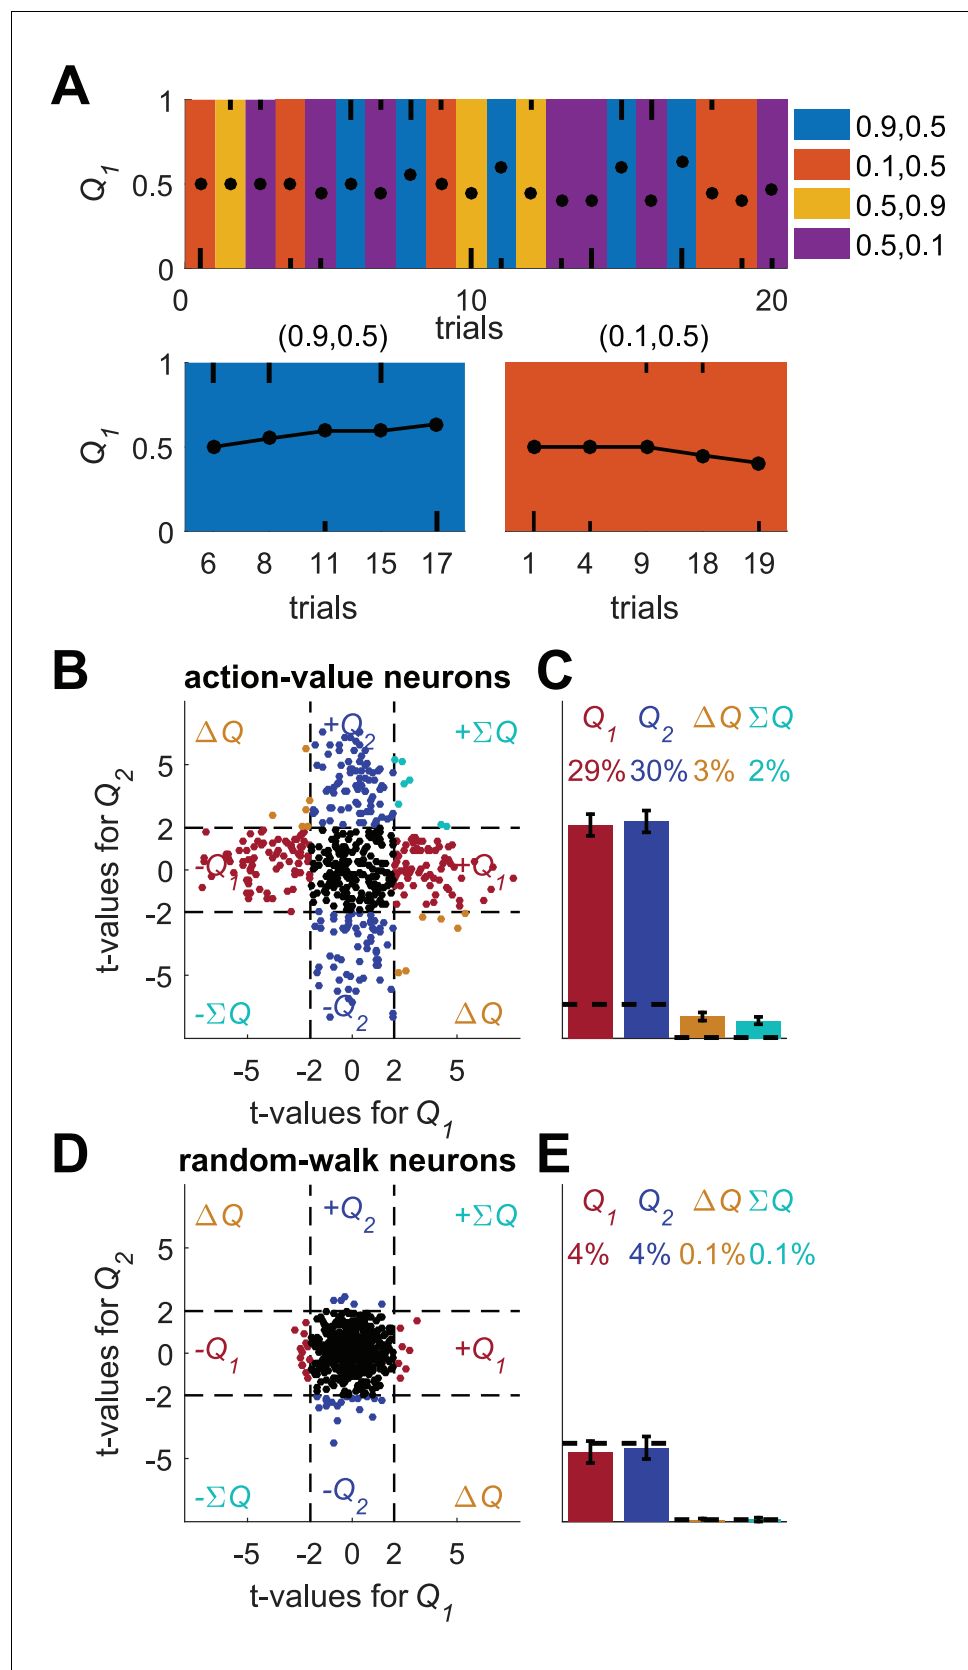 A
Q1
1
0.5
1
0
10
20
trials
0.9,0.5
0.1,0.5
0.5,0.9
0.5,0.1
(0.9,0.5)
Q1
1
0.5
0
6 8 11 15 17
trials
(0.1,0.5)
1 4 9 18 19
trials
B
action-value neurons
t-values for Q2
5
2
0
-2
-5
ΔQ
+Q2
+ΣQ
-Q1
+Q1
-ΣQ
-Q2
ΔQ
-5 -2 0 2 5
t-values for Q1
C
Q1 Q2 ΔQ ΣQ
29% 30% 3% 2%
D
random-walk neurons
t-values for Q2
5
2
0
-2
-5
ΔQ
+Q2
+ΣQ
-Q1
+Q1
-ΣQ
-Q2
ΔQ
-5 -2 0 2 5
t-values for Q1
E
Q1 Q2 ΔQ ΣQ
4% 4% 0.1% 0.1%